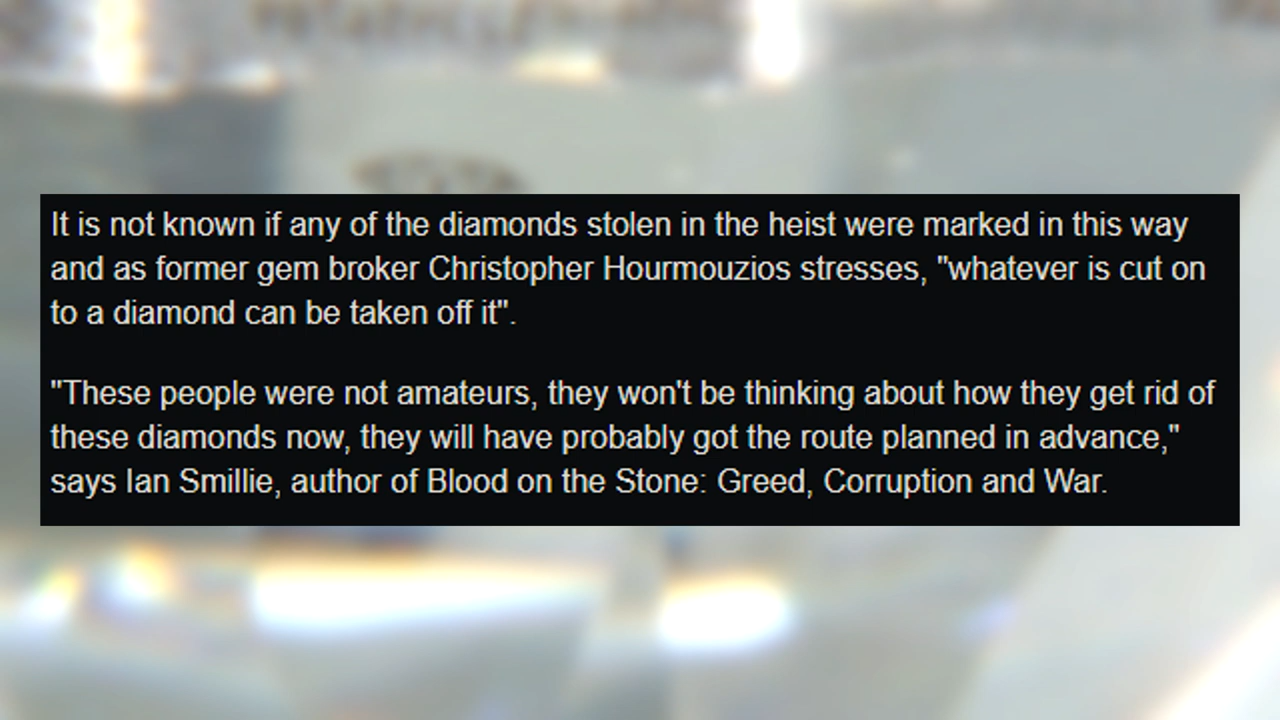 It is not known if any of the diamonds stolen in the heist were marked in this way
and as former gem broker Christopher Hourmouzios stresses, "whatever is cut on
to a diamond can be taken off it".
"These people were not amateurs, they won't be thinking about how they get rid of
these diamonds now, they will have probably got the route planned in advance,"
says Ian Smillie, author of Blood on the Stone: Greed, Corruption and War.